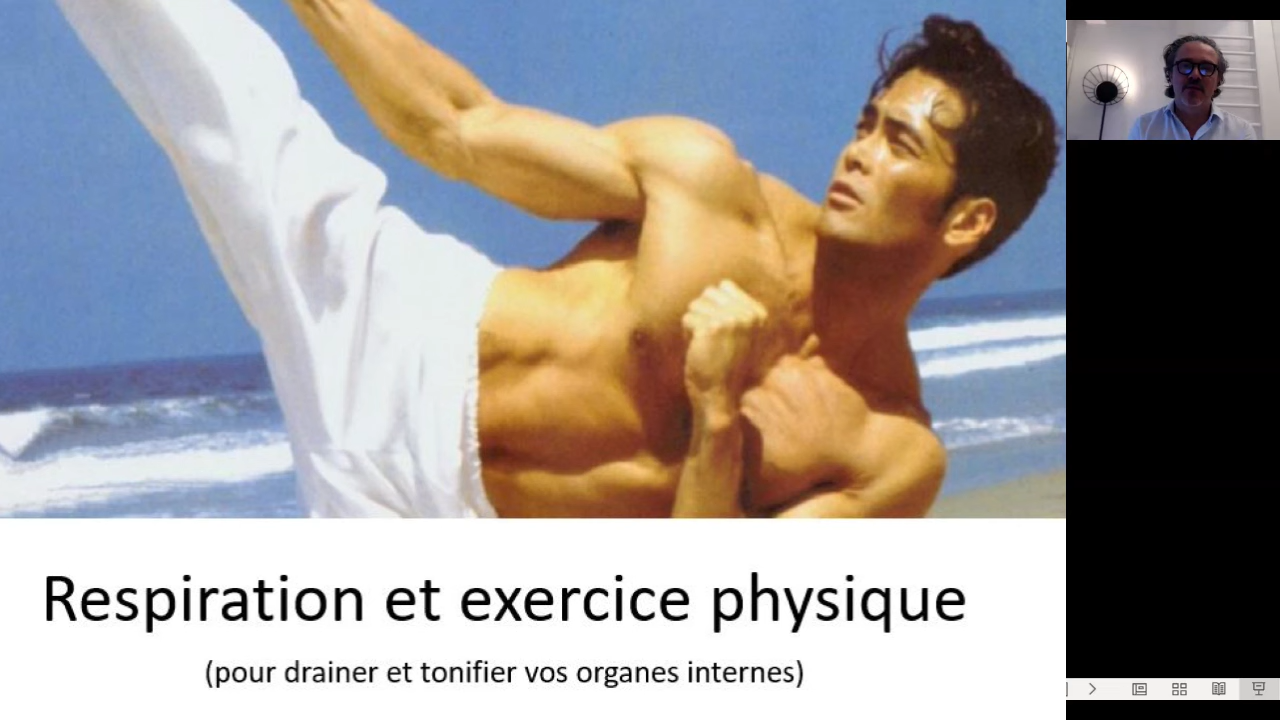 Respiration et exercice physique
(pour drainer et tonifier vos organes internes)